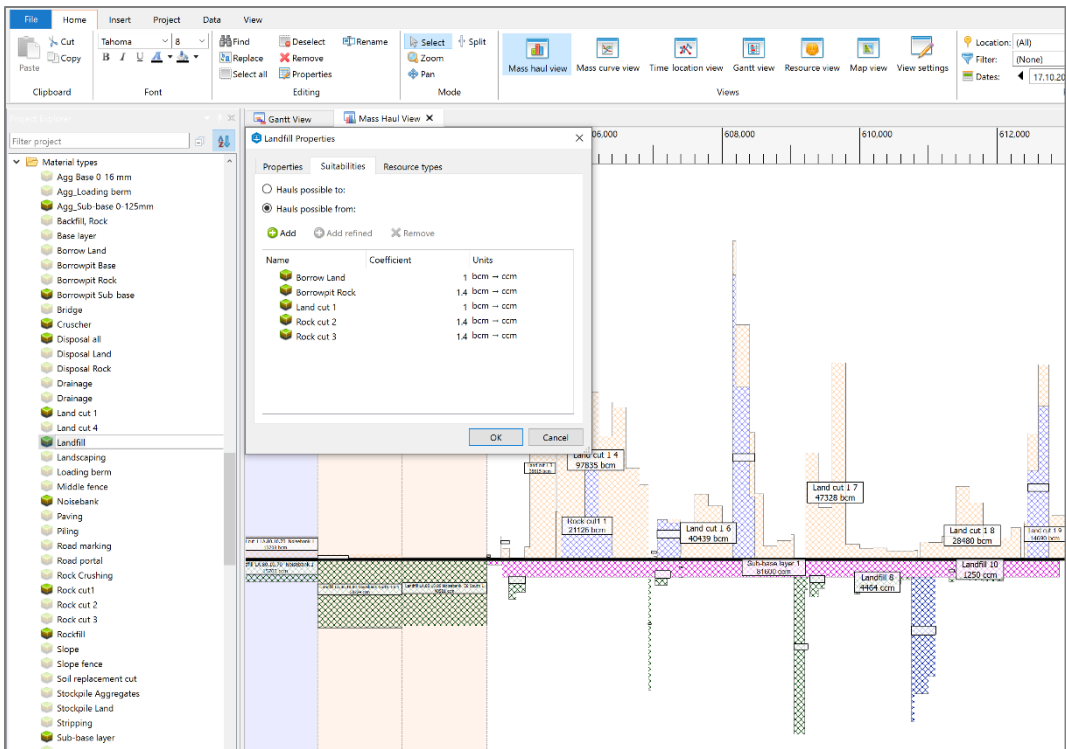 File Home Insert Project Data View
Cut
Copy
Paste
Clipboard
Tahoma 8
B I U A
Font
Find
Replace
Select all
Deselect
Remove
Properties
Rename
Editing
Select Split
Zoom
Pan
Mode
Mass haul view Mass curve view Time location view Gantt view Resource view Map view View settings
Views
Location: (All)
Filter: (None)
Dates: 17.10.20
Filter project
Material types
Agg Base 0-16 mm
Agg_Loading berm
Agg_Sub-base 0-125mm
Backfill, Rock
Base layer
Borrow Land
Borrowpit Base
Borrowpit Rock
Borrowpit Sub-base
Bridge
Cruscher
Disposal all
Disposal Land
Disposal Rock
Drainage
Drainage
Land cut 1
Land cut 4
Landfill
Landscaping
Loading berm
Middle fence
Noisebank
Paving
Piling
Road marking
Road portal
Rock Crushing
Rock cut1
Rock cut 2
Rock cut 3
Rockfill
Slope
Slope fence
Soil replacement cut
Stockpile Aggregates
Stockpile Land
Stripping
Sub-base layer
Gantt View Mass Haul View
Landfill Properties
Properties Suitabilities Resource types
Hauls possible to:
Hauls possible from:
Add Add refined Remove
Name Coefficient Units
Borrow Land 1 bcm → ccm
Borrowpit Rock 1.4 bcm → ccm
Land cut 1 1 bcm → ccm
Rock cut 2 1.4 bcm → ccm
Rock cut 3 1.4 bcm → ccm
OK Cancel
608,000 610,000 612,000
Land cut 1 4
97835 bcm
Rock cut1 1
21126 bcm
Land cut 1 6
40439 bcm
Land cut 1 7
47328 bcm
Land cut 1 8
28480 bcm
Land cut 1 9
Sub-base layer 1
81600 ccm
Landfill 8
4464 ccm
Landfill 10
1250 ccm